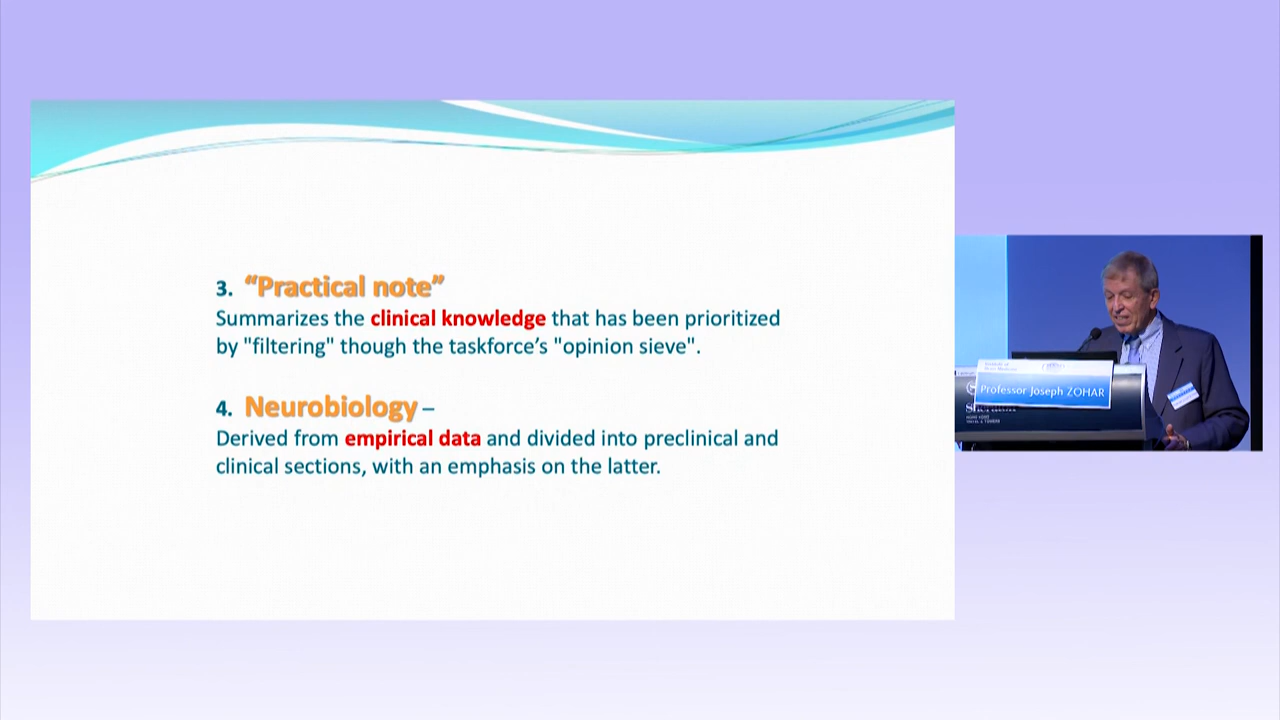 3. “Practical note”
Summarizes the clinical knowledge that has been prioritized
by "filtering" though the taskforce’s "opinion sieve".
4. Neurobiology –
Derived from empirical data and divided into preclinical and
clinical sections, with an emphasis on the latter.
Professor Joseph ZOHAR